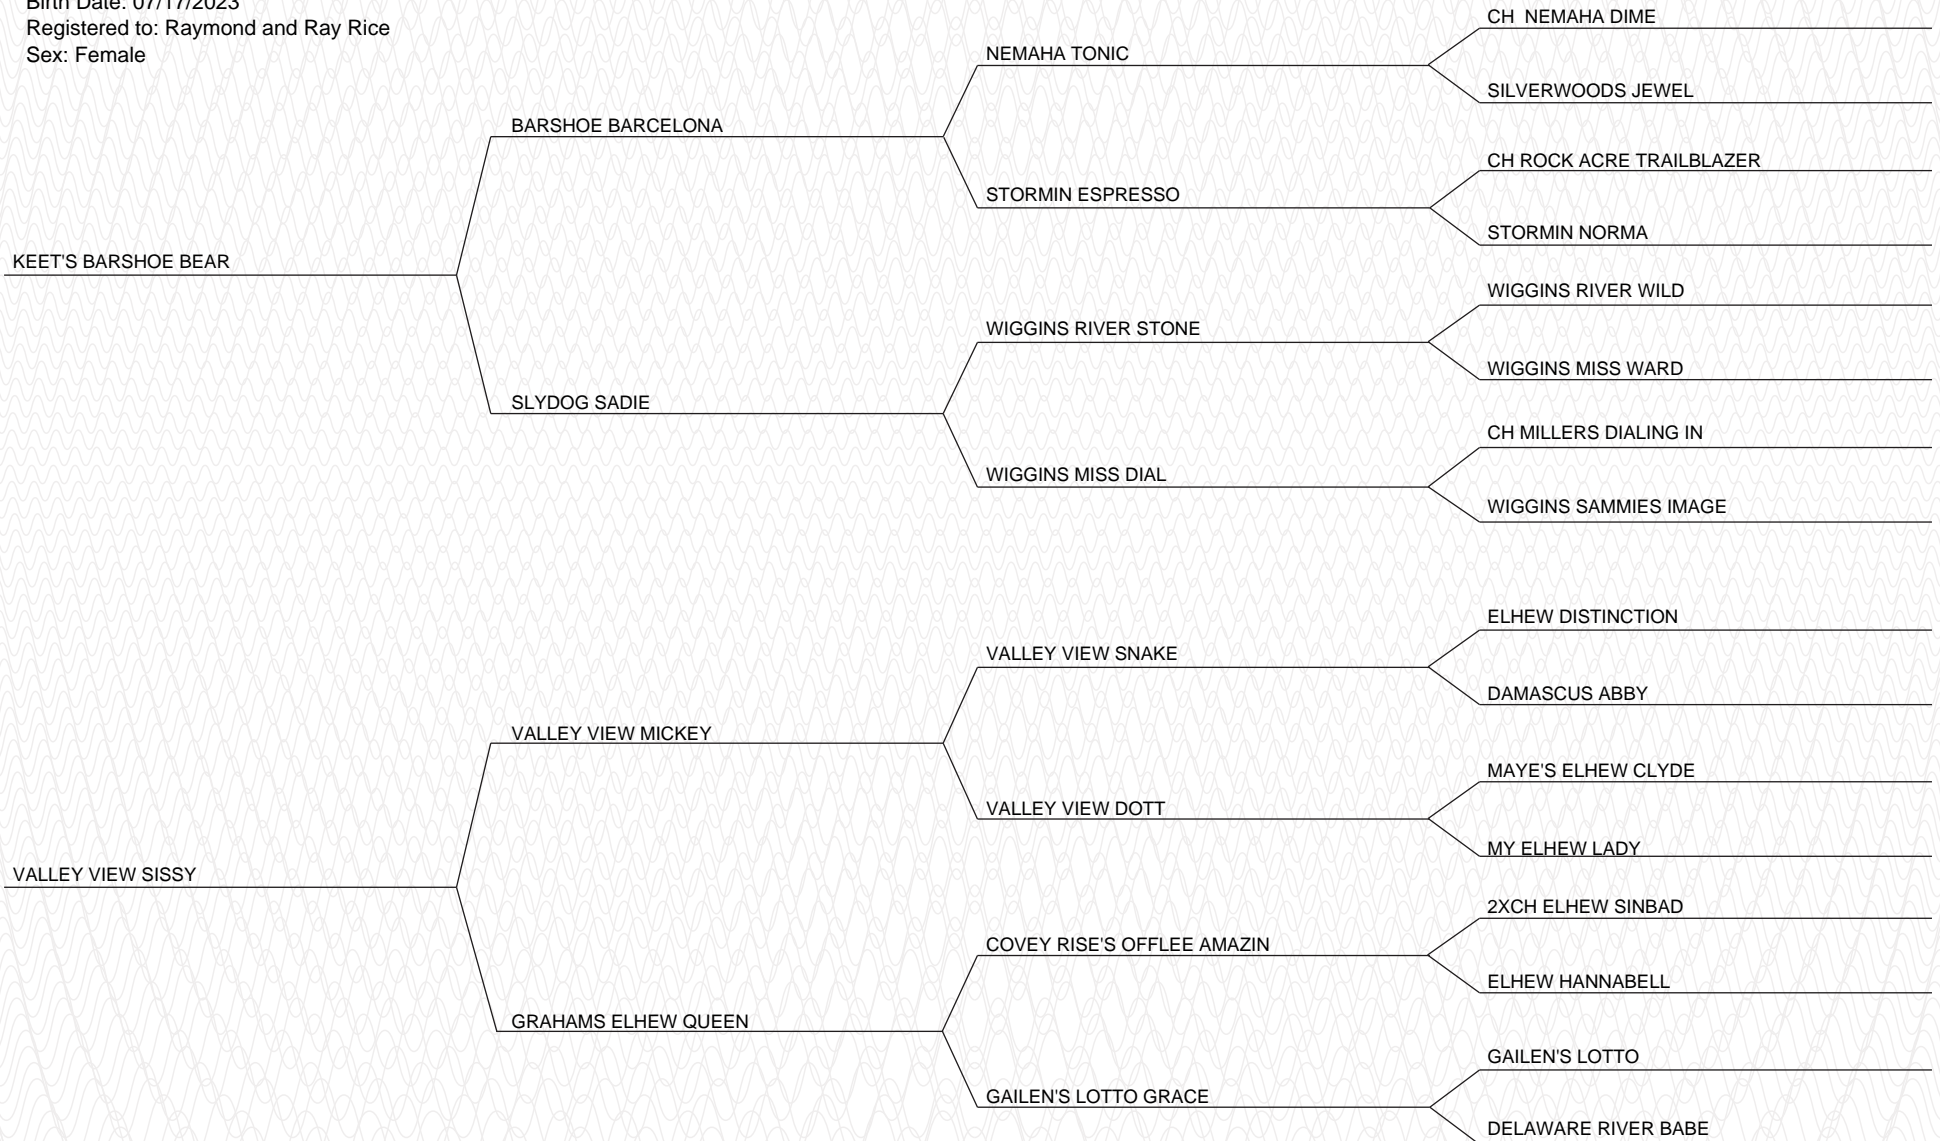 Birth Date: 07/17/2023
Registered to: Raymond and Ray Rice
Sex: Female
CH  NEMAHA DIME
NEMAHA TONIC
SILVERWOODS JEWEL
BARSHOE BARCELONA
CH ROCK ACRE TRAILBLAZER
STORMIN ESPRESSO
STORMIN NORMA
KEET'S BARSHOE BEAR
WIGGINS RIVER WILD
WIGGINS RIVER STONE
WIGGINS MISS WARD
SLYDOG SADIE
CH MILLERS DIALING IN
WIGGINS MISS DIAL
WIGGINS SAMMIES IMAGE
ELHEW DISTINCTION
VALLEY VIEW SNAKE
DAMASCUS ABBY
VALLEY VIEW MICKEY
MAYE'S ELHEW CLYDE
VALLEY VIEW DOTT
MY ELHEW LADY
VALLEY VIEW SISSY
2XCH ELHEW SINBAD
COVEY RISE'S OFFLEE AMAZIN
ELHEW HANNABELL
GRAHAMS ELHEW QUEEN
GAILEN'S LOTTO
GAILEN'S LOTTO GRACE
DELAWARE RIVER BABE